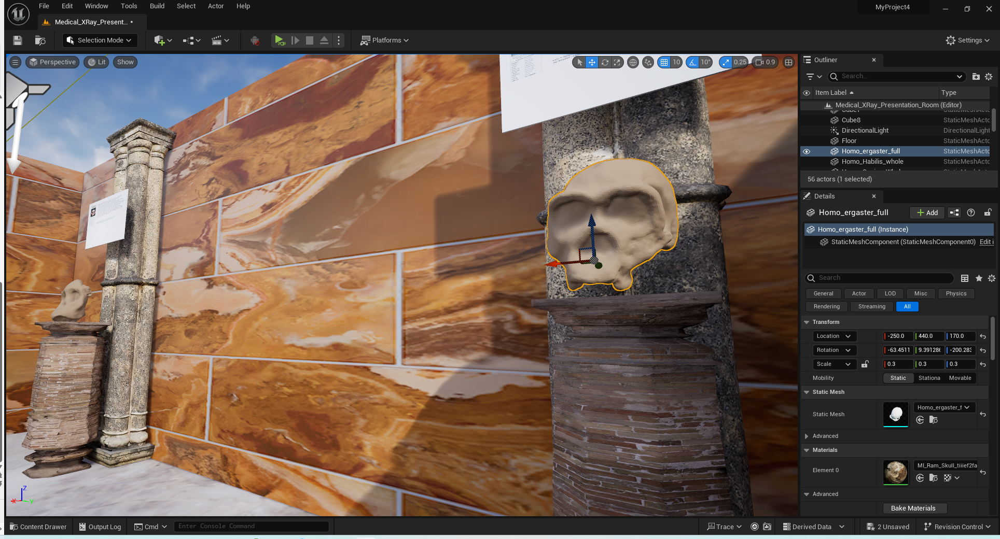 File Edit Window Tools Build Select Actor Help
MyProject4
Medical_XRay_Present... •
Selection Mode
Platforms
Settings
Perspective
Lit
Show
10
10°
0.25
0.9
Outliner
Search...
Item Label
Type
Medical_XRay_Presentation_Room (Editor)
Cube8 StaticMeshActo
DirectionalLight DirectionalLight
Floor StaticMeshActo
Homo_ergaster_full StaticMeshActo
Homo_Habilis_whole StaticMeshActo
56 actors (1 selected)
Details
Homo_ergaster_full
Add
Homo_ergaster_full (Instance)
StaticMeshComponent (StaticMeshComponent0) Edit i
Search
General Actor LOD Misc Physics
Rendering Streaming All
Transform
Location -250.0 440.0 170.0
Rotation -63.4511 9.391286 -200.283
Scale 0.3 0.3 0.3
Mobility Static Stationa Movable
Static Mesh
Static Mesh Homo_ergaster_f
Advanced
Materials
Element 0 MI_Ram_Skull_tiiief2fa
Advanced
Bake Materials
Z
X Y
Content Drawer Output Log Cmd Enter Console Command Trace Derived Data 2 Unsaved Revision Control